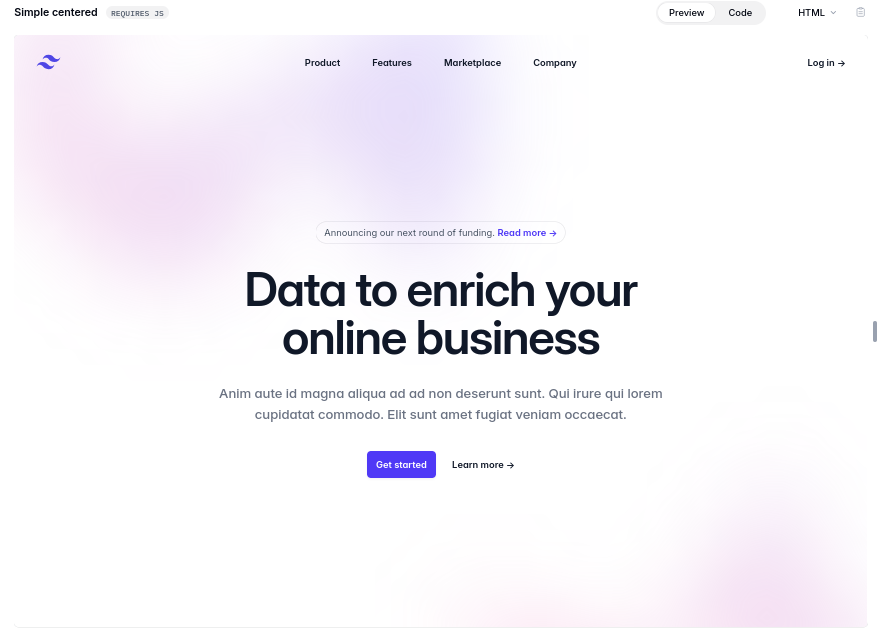 Simple centered REQUIRES JS Preview Code HTML
Product Features Marketplace Company Log in →
Announcing our next round of funding. Read more →
Data to enrich your
online business
Anim aute id magna aliqua ad ad non deserunt sunt. Qui irure qui lorem
cupidatat commodo. Elit sunt amet fugiat veniam occaecat.
Get started Learn more →